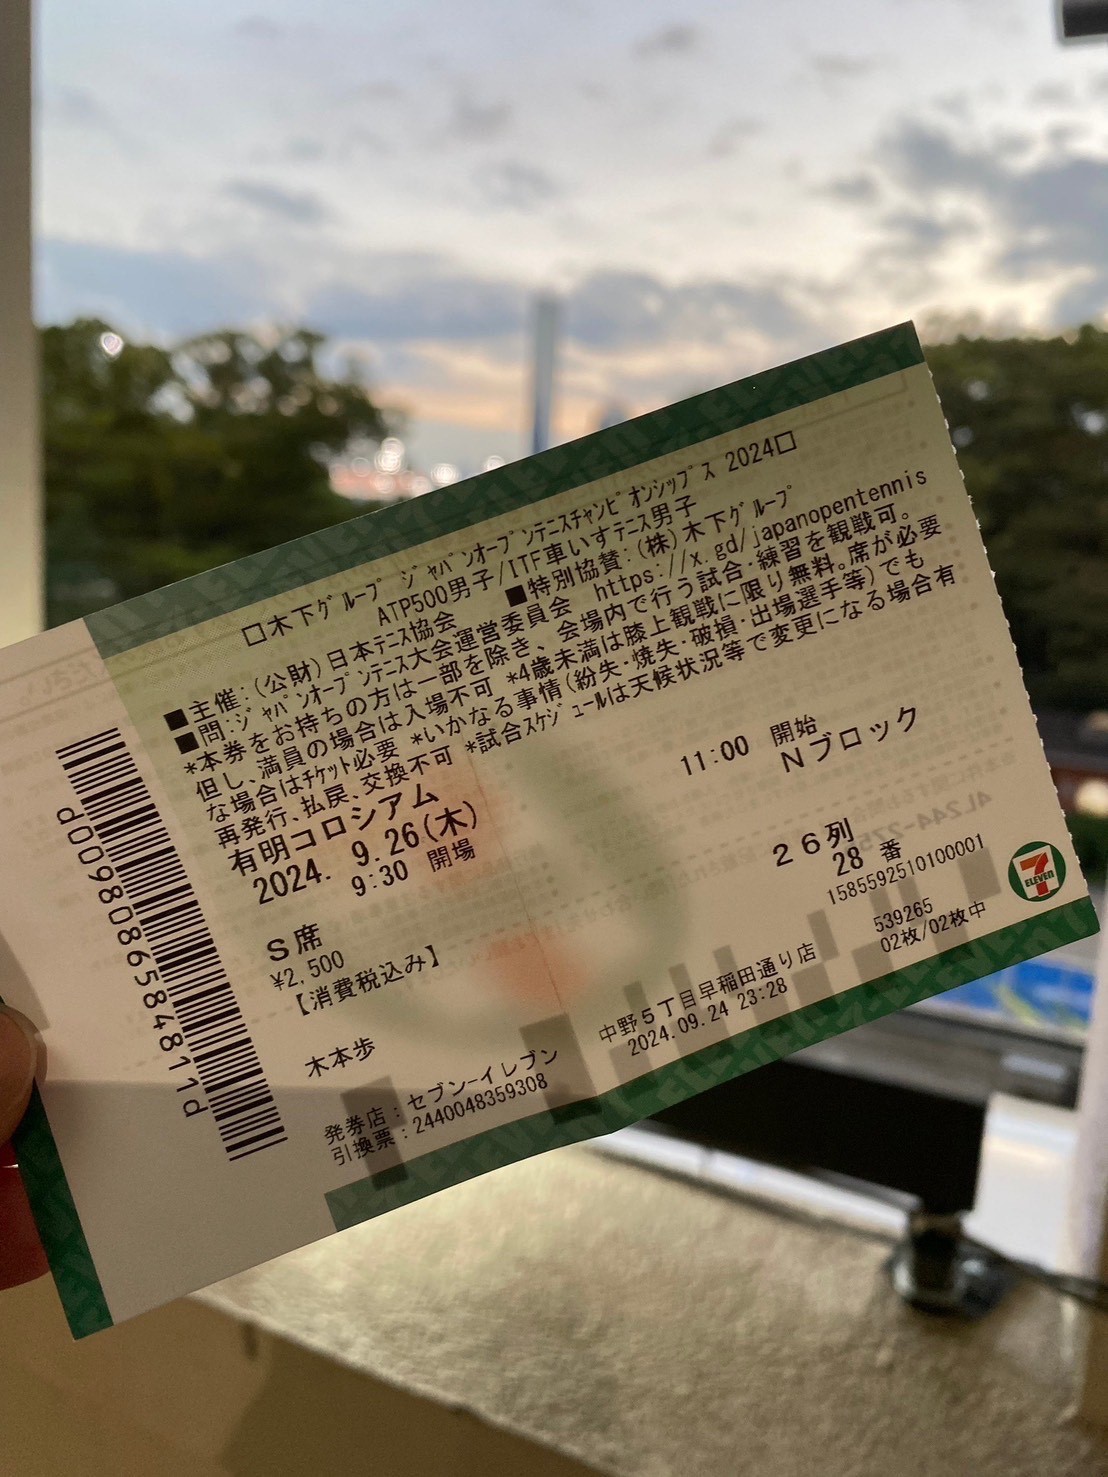 □木下ｸﾞﾙｰﾌﾟ ｼﾞｬﾊﾟﾝｵｰﾌﾟﾝﾃﾆｽﾁｬﾝﾋﾟｵﾝｼｯﾌﾟｽ 2024□
ATP500男子/ITF車いすﾃﾆｽ男子
■主催:(公財)日本ﾃﾆｽ協会 ■特別協賛:(株)木下ｸﾞﾙｰﾌﾟ
■問:ｼﾞｬﾊﾟﾝｵｰﾌﾟﾝﾃﾆｽ大会運営委員会 https://x.gd/japanopentennis
*本券をお持ちの方は一部を除き、会場内で行う試合･練習を観戦可。
但し､満員の場合は入場不可 *4歳未満は膝上観戦に限り無料｡席が必要
な場合はﾁｹｯﾄ必要 *いかなる事情(紛失･焼失･破損･出場選手等)でも
再発行､払戻､交換不可 *試合ｽｹｼﾞｭｰﾙは天候状況等で変更になる場合有
有明コロシアム
2024. 9.26(木)
9:30 開場
11:00 開始
Nブロック
26列
28 番
S席
¥2,500
【消費税込み】
1585592510100001
539265
02枚/02枚中
木本歩
中野５丁目早稲田通り店
2024.09.24 23:28
発券店：セブン-イレブン
引換票：2440048359308
d0098086584811d
7
ELEVEN